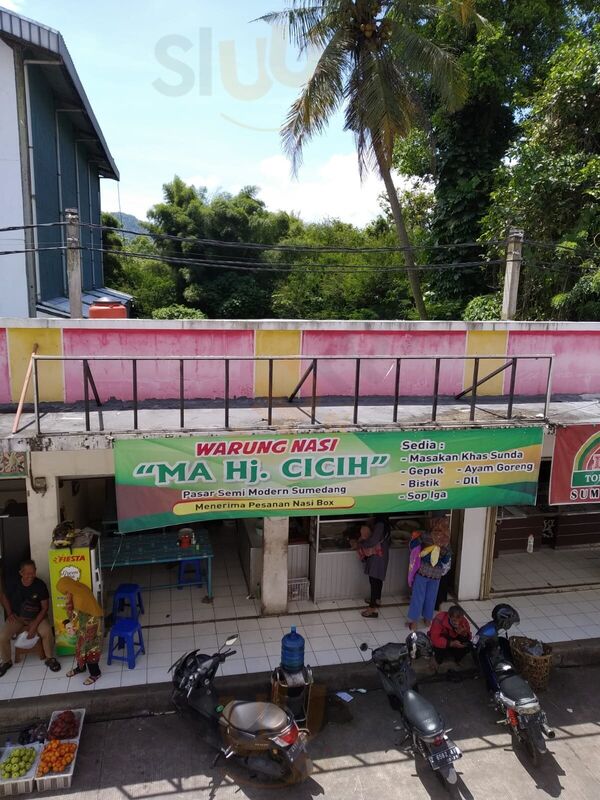 WARUNG NASI
"MA Hj. CICIH"
Pasar Semi Modern Sumedang
Menerima Pesanan Nasi Box
Sedia :
- Masakan Khas Sunda
- Gepuk - Ayam Goreng
- Bistik - Dll
- Sop Iga
FIESTA